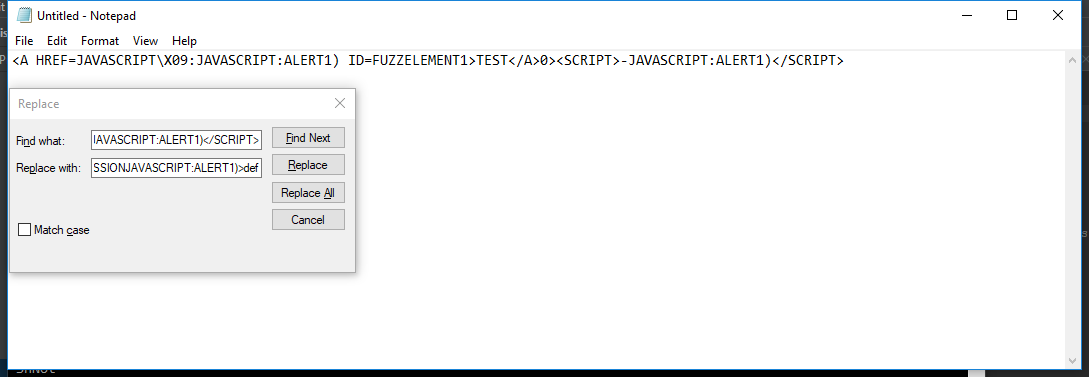 Untitled - Notepad
File Edit Format View Help
<A HREF=JAVASCRIPT\X09:JAVASCRIPT:ALERT1) ID=FUZZELEMENT1>TEST</A>0><SCRIPT>-JAVASCRIPT:ALERT1)</SCRIPT>
Replace
Find what: AVASCRIPT:ALERT1)</SCRIPT> Find Next
Replace with: SSIONJAVASCRIPT:ALERT1)>def Replace
Replace All
Cancel
Match case